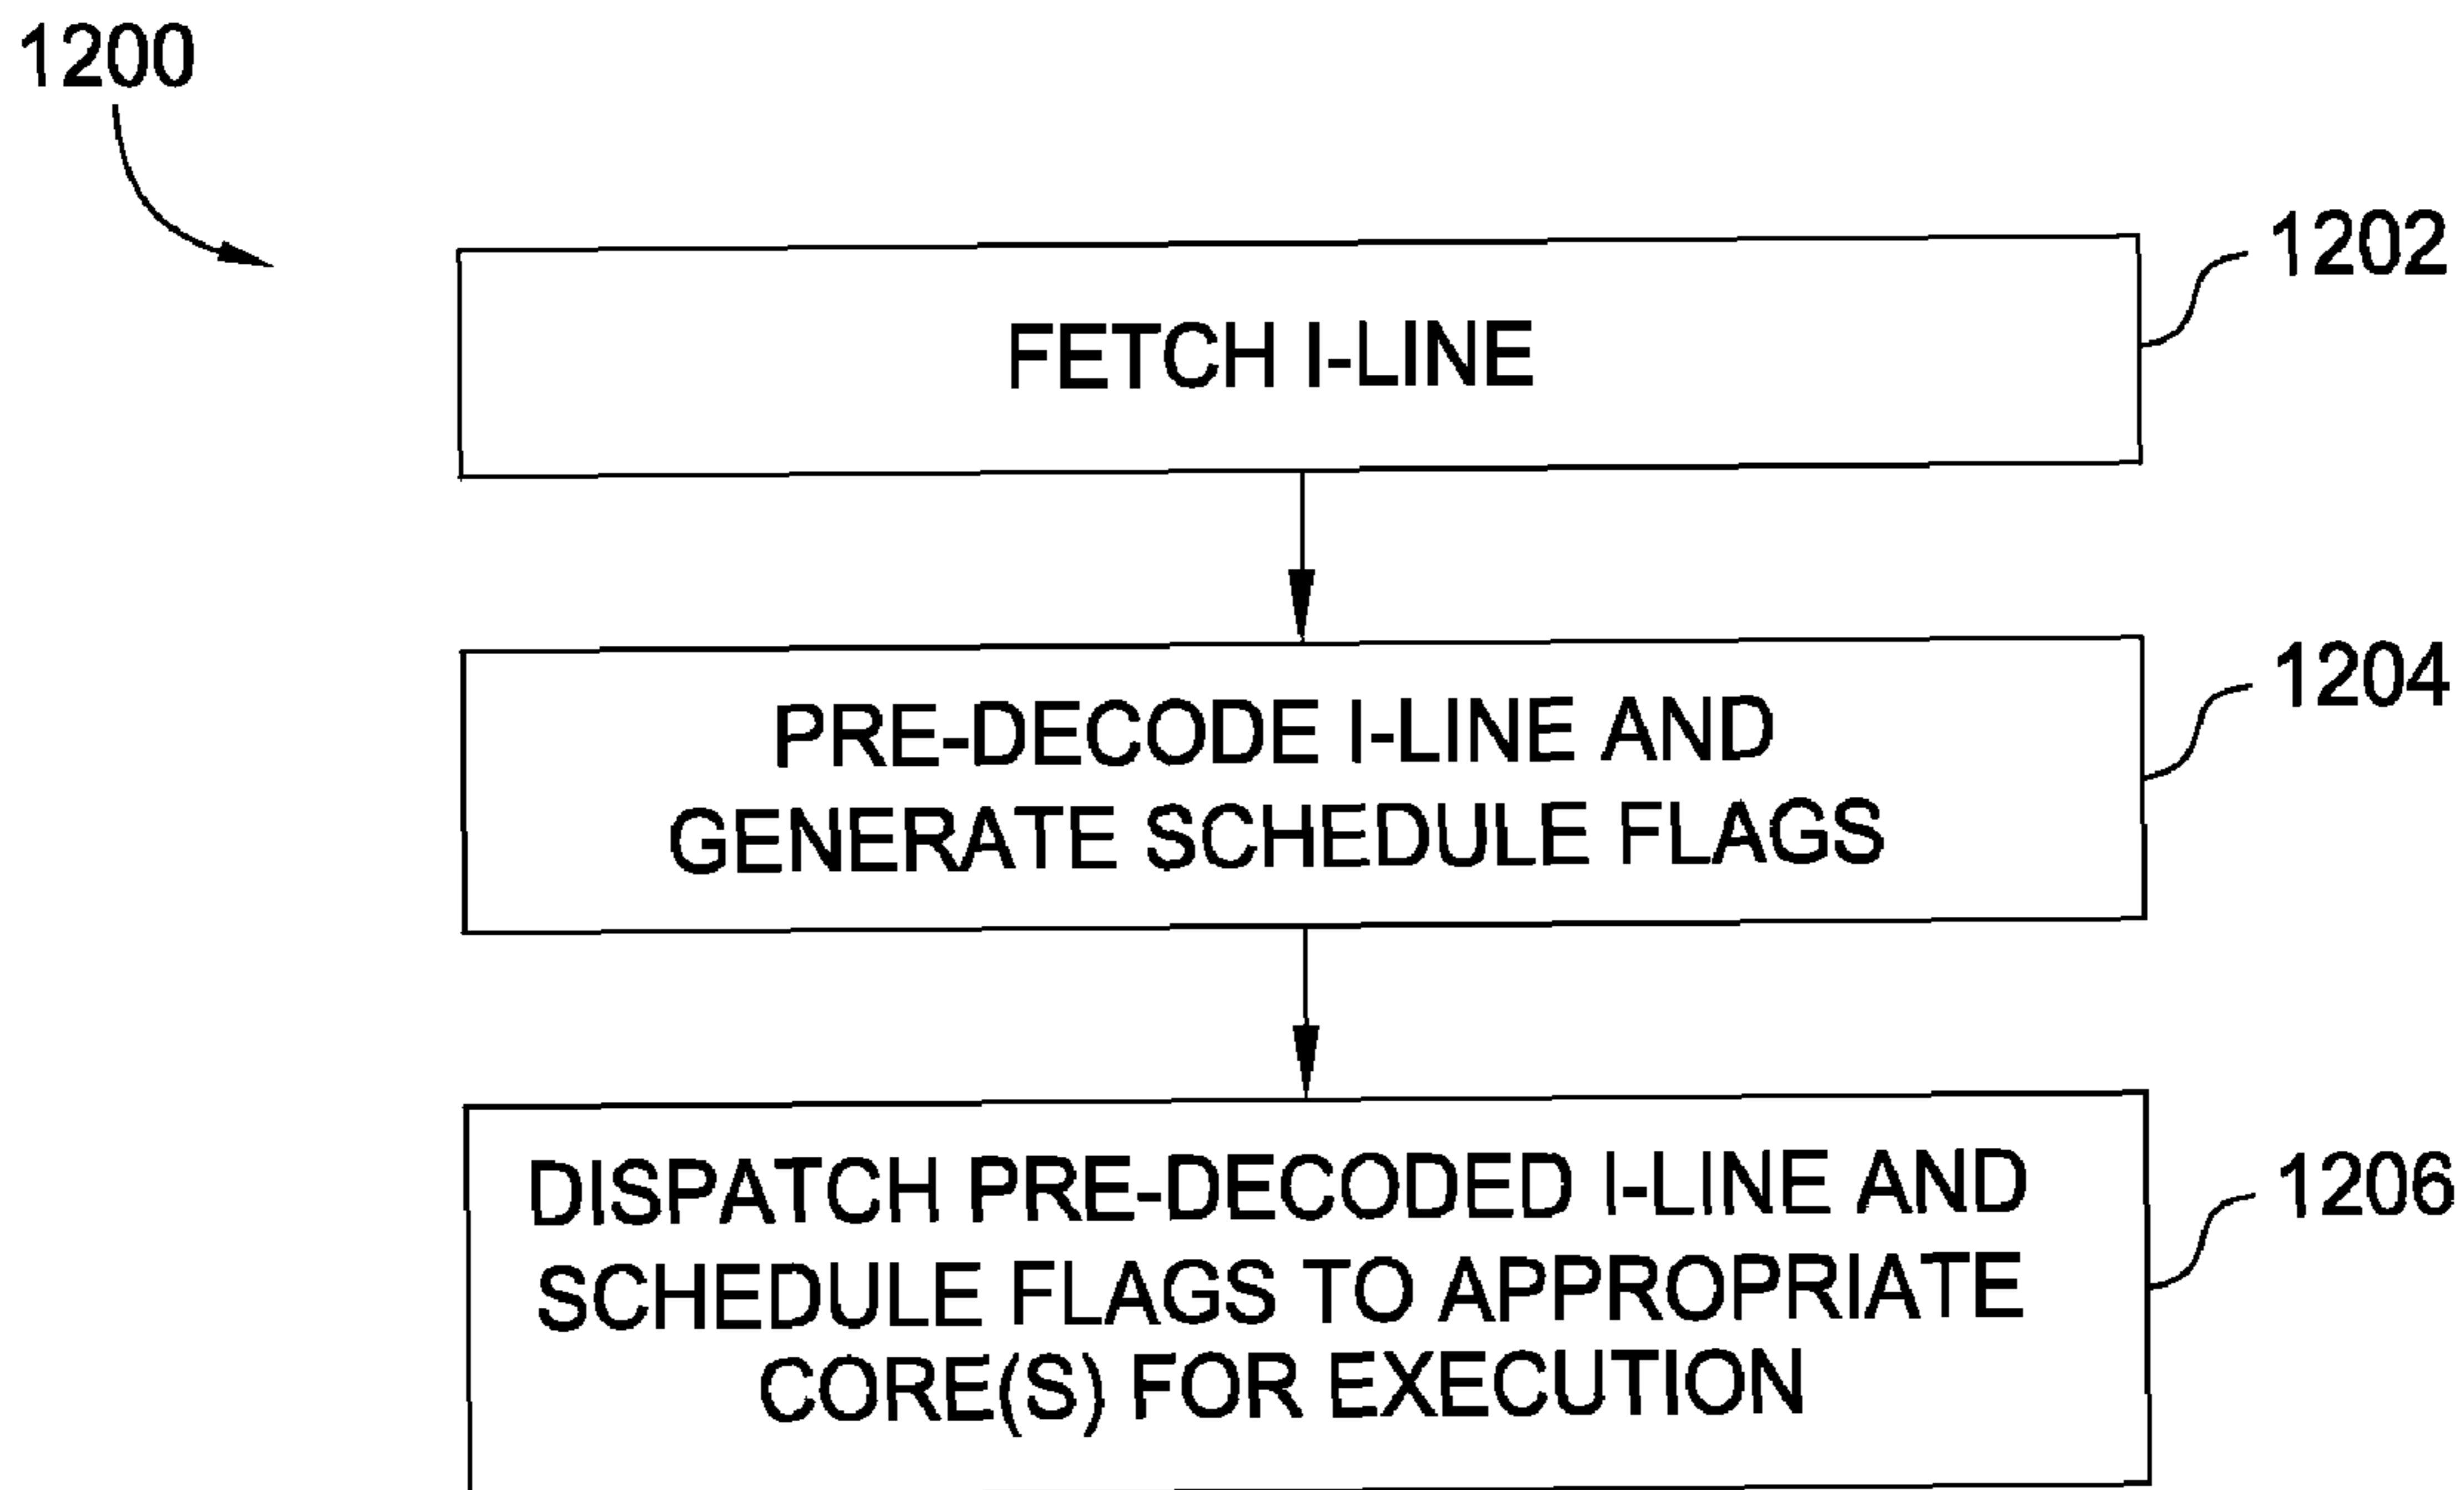 1200
1202
FETCH I-LINE
1204
PRE-DECODE I-LINE AND
GENERATE SCHEDULE FLAGS
1206
DISPATCH PRE-DECODED I-LINE AND
SCHEDULE FLAGS TO APPROPRIATE
CORE(S) FOR EXECUTION